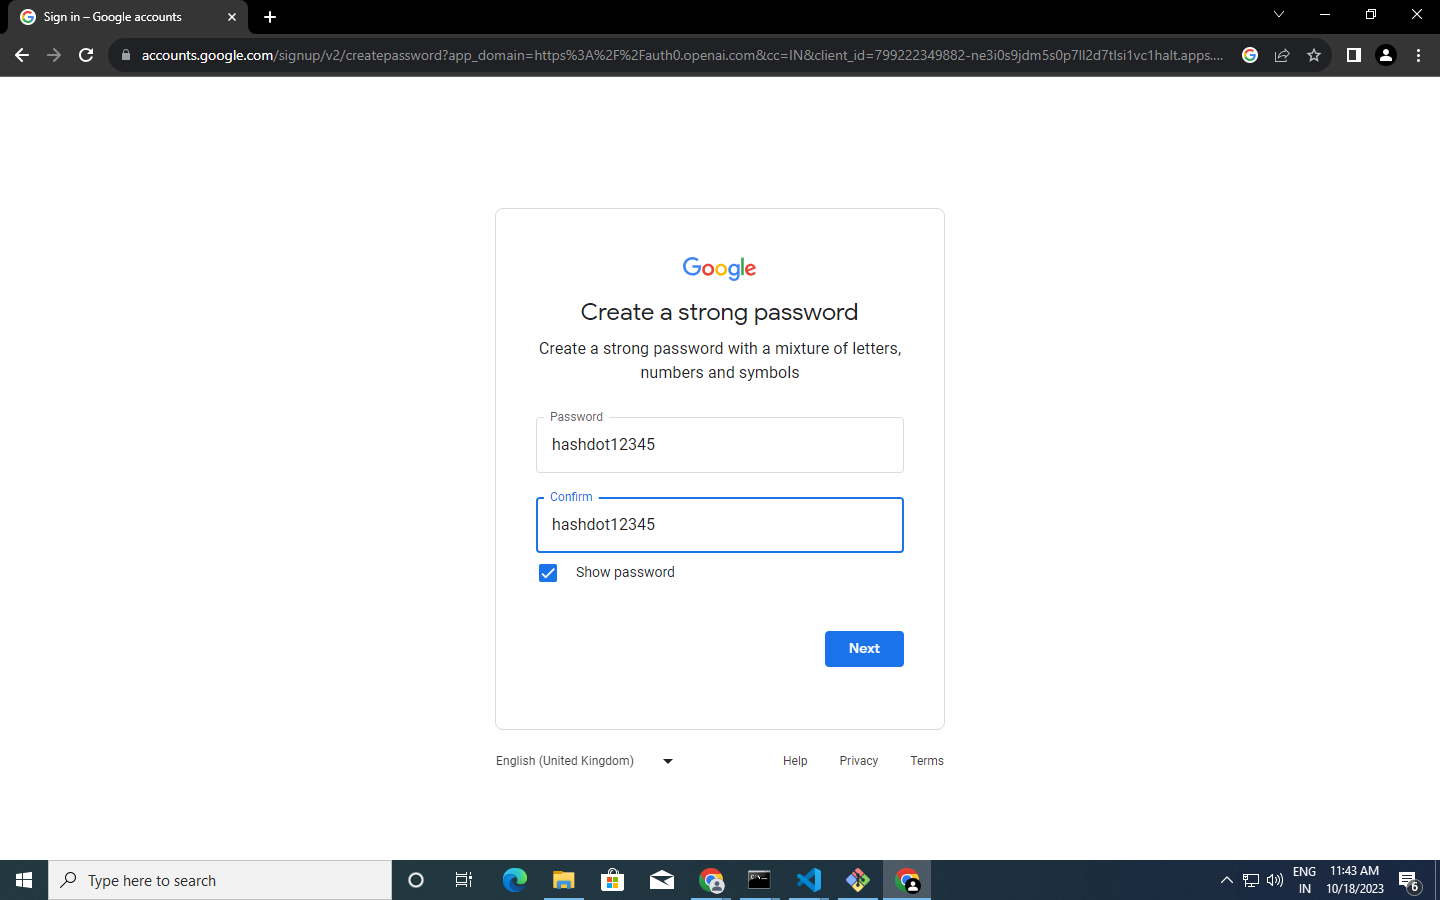 Sign in – Google accounts
accounts.google.com/signup/v2/createpassword?app_domain=https%3A%2F%2Fauth0.openai.com&cc=IN&client_id=799222349882-ne3i0s9jdm5s0p7ll2d7tlsi1vc1halt.apps....
Google
Create a strong password
Create a strong password with a mixture of letters,
numbers and symbols
Password
hashdot12345
Confirm
hashdot12345
Show password
Next
English (United Kingdom)
Help
Privacy
Terms
Type here to search
ENG
IN
11:43 AM
10/18/2023
6